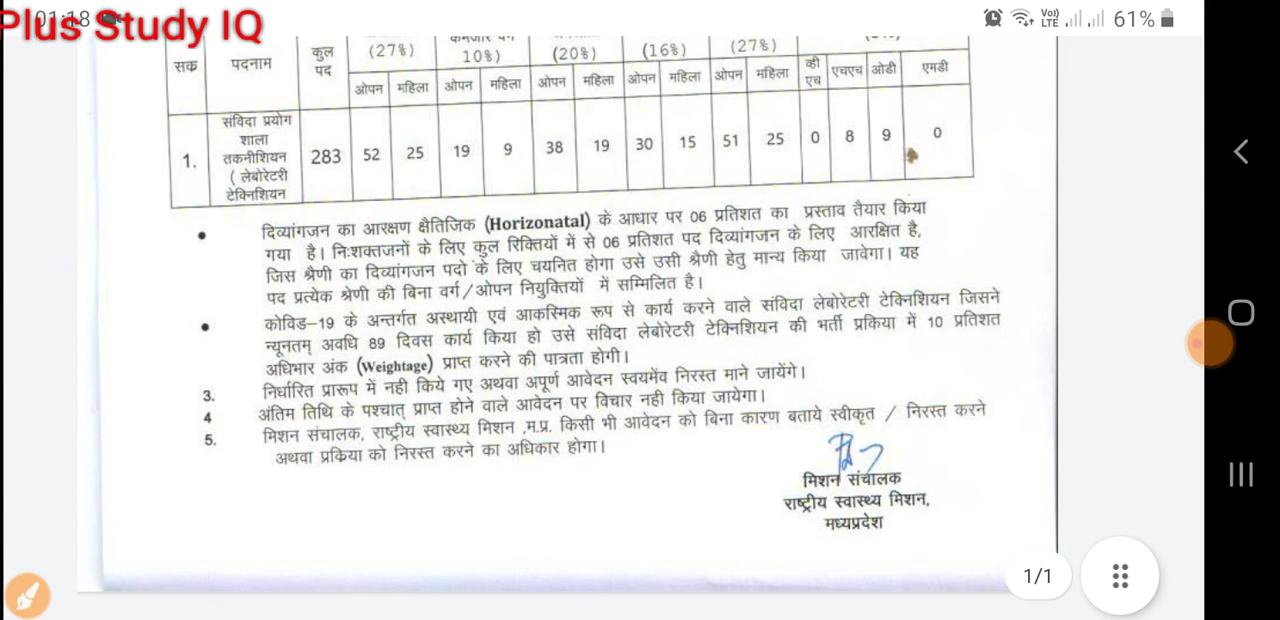 01:18
Plus Study IQ
Vo))
LTE
61%
(27%)
10%)
(20%)
(16%)
(27%)
सक
पदनाम
कुल
पद
ओपन महिला ओपन महिला ओपन महिला ओपन महिला ओपन महिला व्ही एच एचएच ओडी एमडी
1.
संविदा प्रयोग
शाला
तकनीशियन
( लेबोरेटरी
टेक्निशियन
283 52 25 19 9 38 19 30 15 51 25 0 8 9 0
• दिव्यांगजन का आरक्षण क्षैतिजिक (Horizonatal) के आधार पर 06 प्रतिशत का प्रस्ताव तैयार किया
गया है। निःशक्तजनों के लिए कुल रिक्तियों में से 06 प्रतिशत पद दिव्यांगजन के लिए आरक्षित है,
जिस श्रैणी का दिव्यांगजन पदो के लिए चयनित होगा उसे उसी श्रैणी हेतु मान्य किया जावेगा। यह
पद प्रत्येक श्रेणी की बिना वर्ग/ओपन नियुक्तियों में सम्मिलित है।
• कोविड–19 के अन्तर्गत अस्थायी एवं आकस्मिक रूप से कार्य करने वाले संविदा लेबोरेटरी टेक्निशियन जिसने
न्यूनतम् अवधि 89 दिवस कार्य किया हो उसे संविदा लेबोरेटरी टेक्निशियन की भर्ती प्रकिया में 10 प्रतिशत
अधिभार अंक (Weightage) प्राप्त करने की पात्रता होगी।
3. निर्धारित प्रारूप में नही किये गए अथवा अपूर्ण आवेदन स्वयमेंव निरस्त माने जायेंगे।
4 अंतिम तिथि के पश्चात् प्राप्त होने वाले आवेदन पर विचार नही किया जायेगा।
5. मिशन संचालक, राष्ट्रीय स्वास्थ्य मिशन ,म.प्र. किसी भी आवेदन को बिना कारण बताये स्वीकृत / निरस्त करने
अथवा प्रकिया को निरस्त करने का अधिकार होगा।
मिशन संचालक
राष्ट्रीय स्वास्थ्य मिशन,
मध्यप्रदेश
1/1